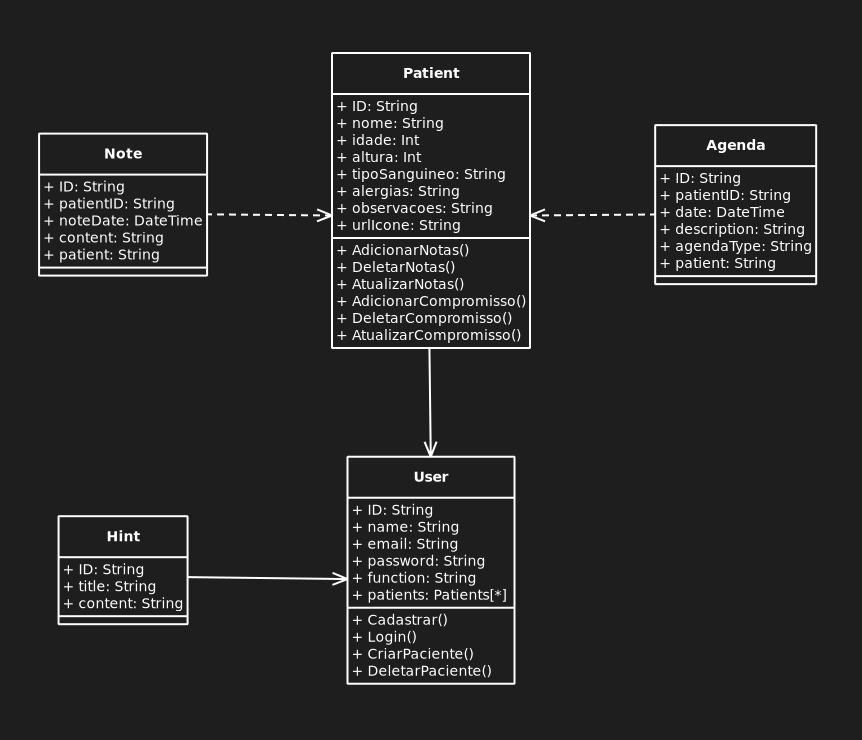 Patient
+ ID: String
+ nome: String
+ idade: Int
+ altura: Int
+ tipoSanguineo: String
+ alergias: String
+ observacoes: String
+ urlIcone: String
+ AdicionarNotas()
+ DeletarNotas()
+ AtualizarNotas()
+ AdicionarCompromisso()
+ DeletarCompromisso()
+ AtualizarCompromisso()
Note
+ ID: String
+ patientID: String
+ noteDate: DateTime
+ content: String
+ patient: String
Agenda
+ ID: String
+ patientID: String
+ date: DateTime
+ description: String
+ agendaType: String
+ patient: String
User
+ ID: String
+ name: String
+ email: String
+ password: String
+ function: String
+ patients: Patients[*]
+ Cadastrar()
+ Login()
+ CriarPaciente()
+ DeletarPaciente()
Hint
+ ID: String
+ title: String
+ content: String